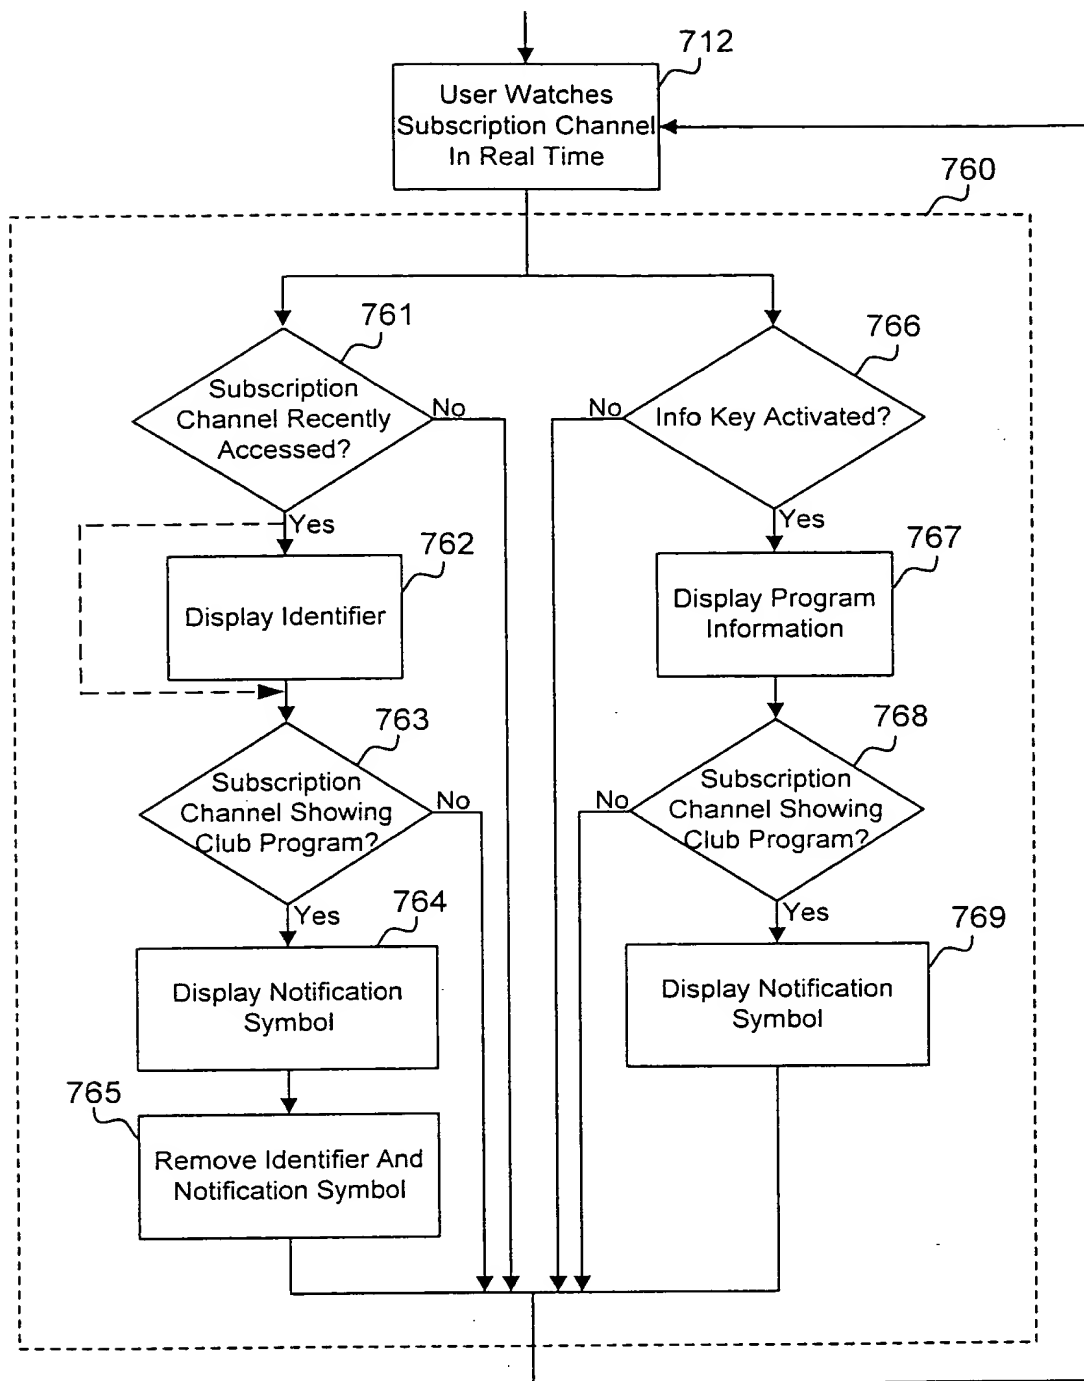 712
User Watches
Subscription Channel
In Real Time
760
761
Subscription
Channel Recently
Accessed?
No
Yes
766
Info Key Activated?
No
Yes
762
Display Identifier
767
Display Program
Information
763
Subscription
Channel Showing
Club Program?
No
Yes
768
Subscription
Channel Showing
Club Program?
No
Yes
764
Display Notification
Symbol
769
Display Notification
Symbol
765
Remove Identifier And
Notification Symbol